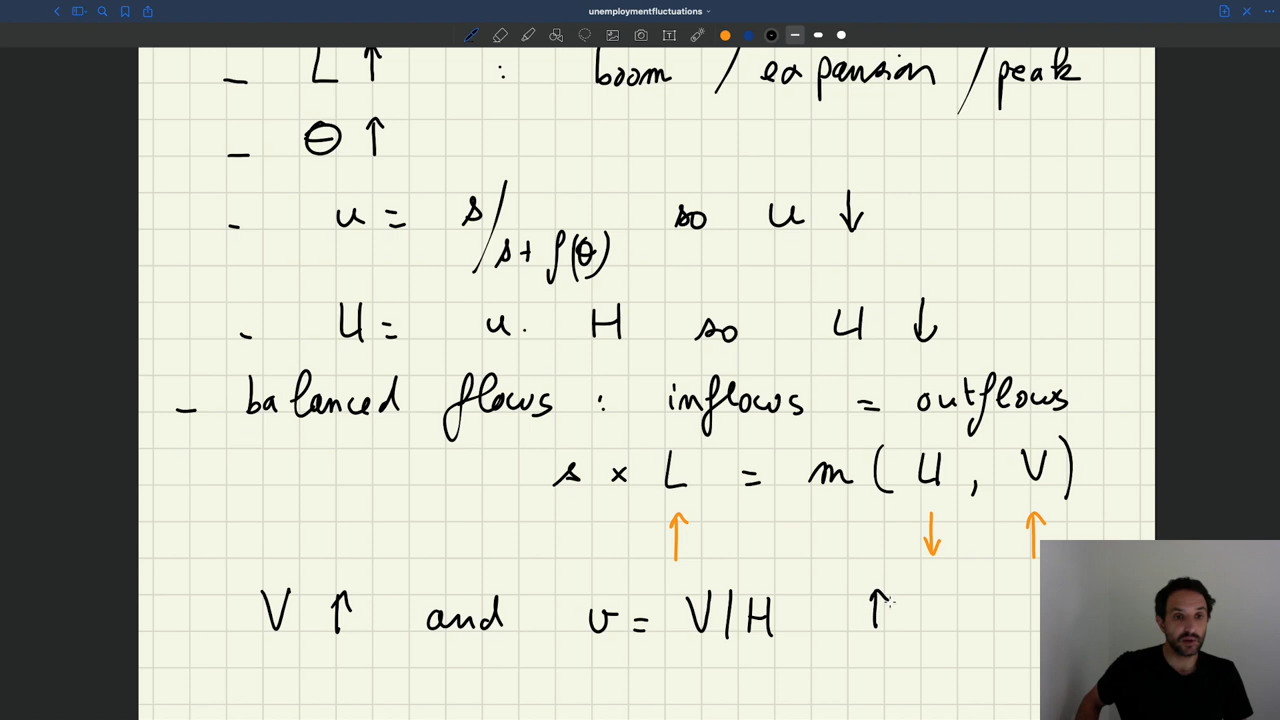 unemploymentfluctuations
- L ↑ : boom / expansion / peak
- Θ ↑
- u = s/s+f(θ) so u ↓
- U = u. H so U ↓
- balanced flows : inflows = outflows
s × L = m ( U , V )
↑ ↓ ↑
V ↑ and v = V/H ↑